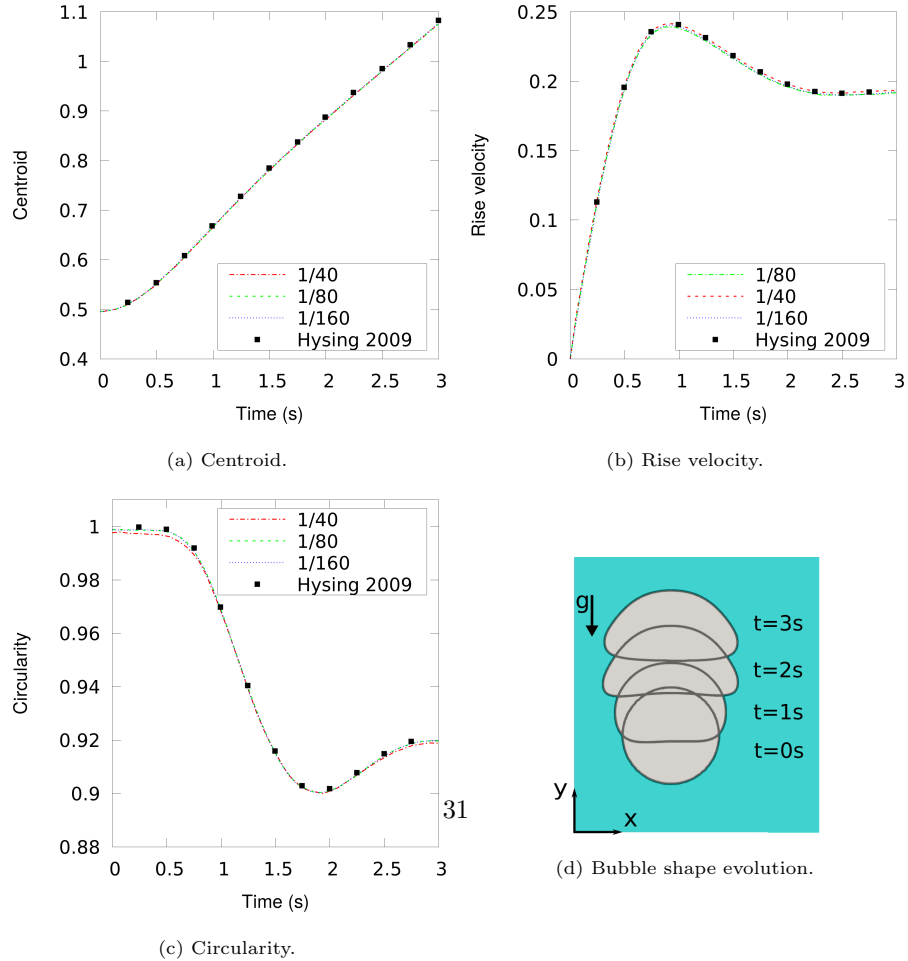 1.1
1
0.9
0.8
0.7
0.6
0.5
0.4
Centroid
1/40
1/80
1/160
Hysing 2009
0 0.5 1 1.5 2 2.5 3
Time (s)
(a) Centroid.
0.25
0.2
0.15
0.1
0.05
0
Rise velocity
1/80
1/40
1/160
Hysing 2009
0 0.5 1 1.5 2 2.5 3
Time (s)
(b) Rise velocity.
1
0.98
0.96
0.94
0.92
0.9
0.88
Circularity
1/40
1/80
1/160
Hysing 2009
0 0.5 1 1.5 2 2.5 3
Time (s)
(c) Circularity.
31
g
t=3s
t=2s
t=1s
t=0s
y
x
(d) Bubble shape evolution.